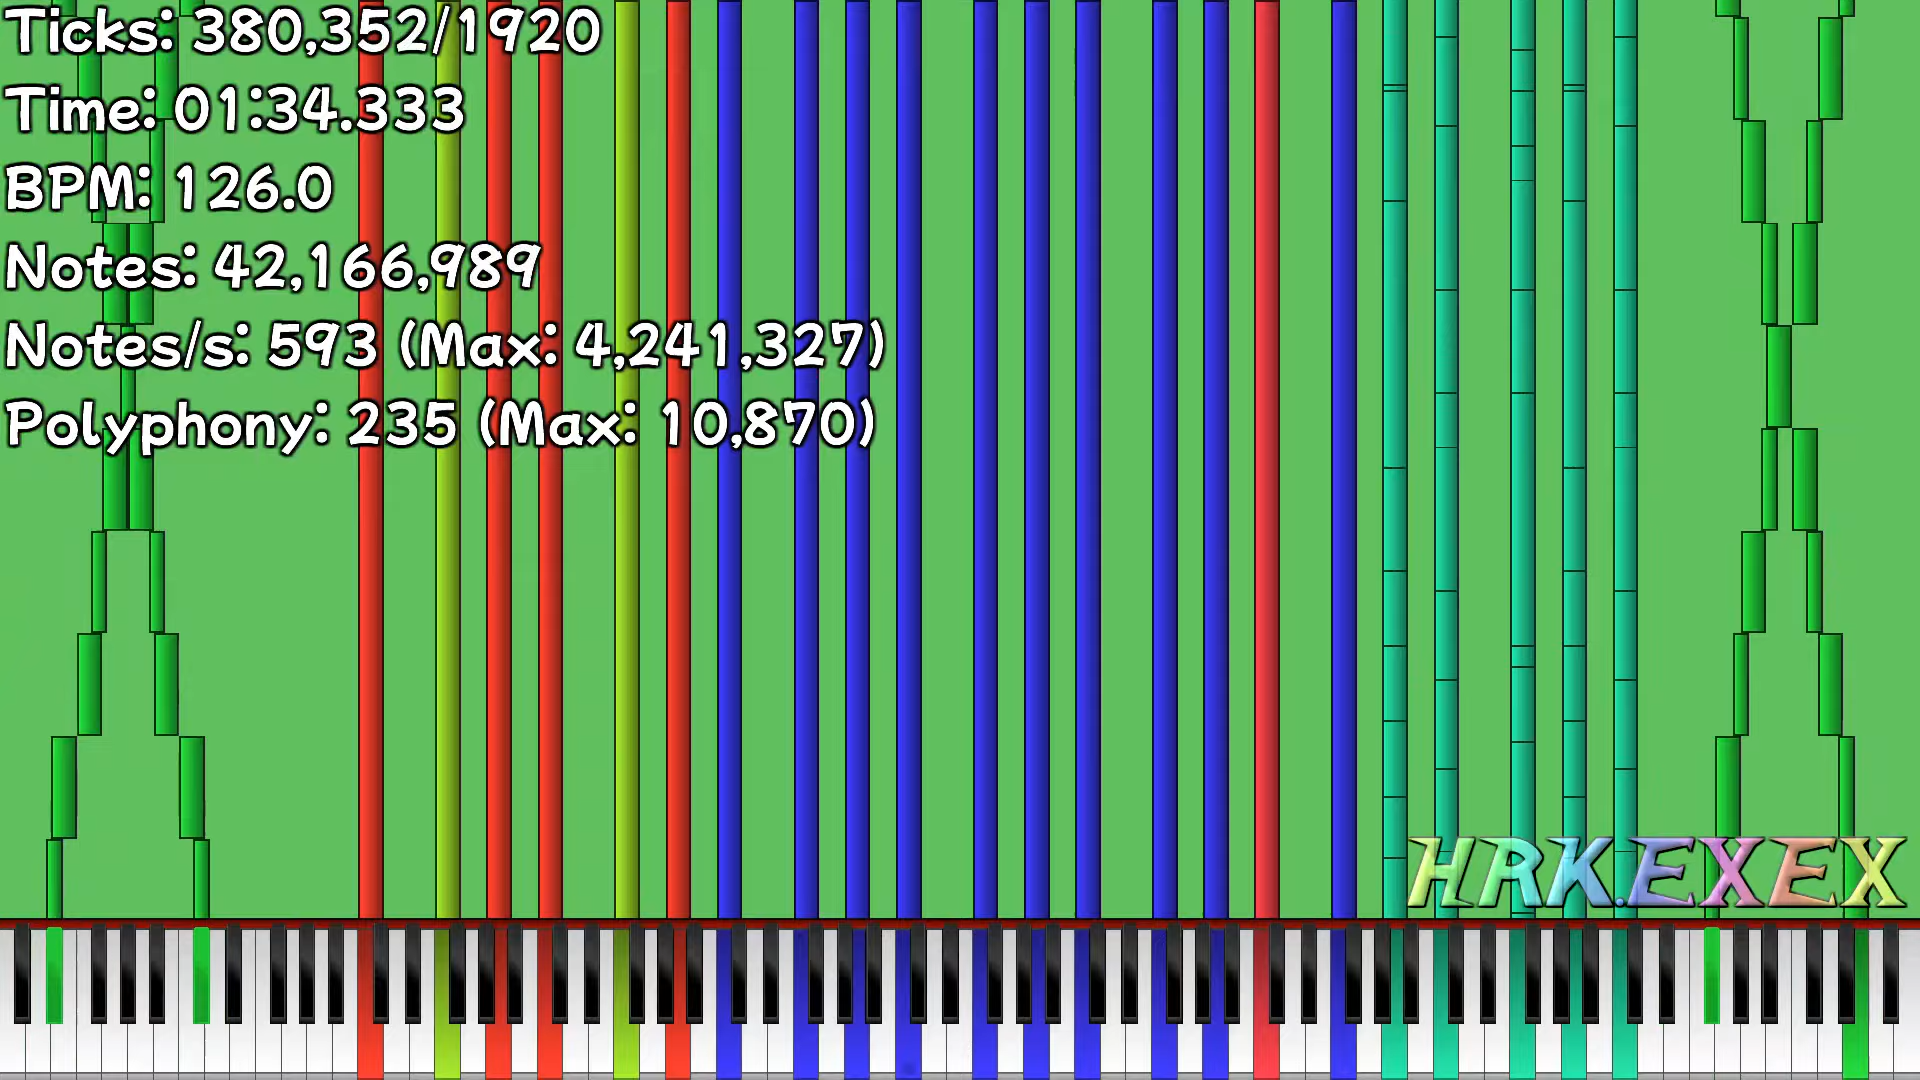 Ticks: 380,352/1920
Time: 01:34.333
BPM: 126.0
Notes: 42,166,989
Notes/s: 593 (Max: 4,241,327)
Polyphony: 235 (Max: 10,870)
HRK.EXEX